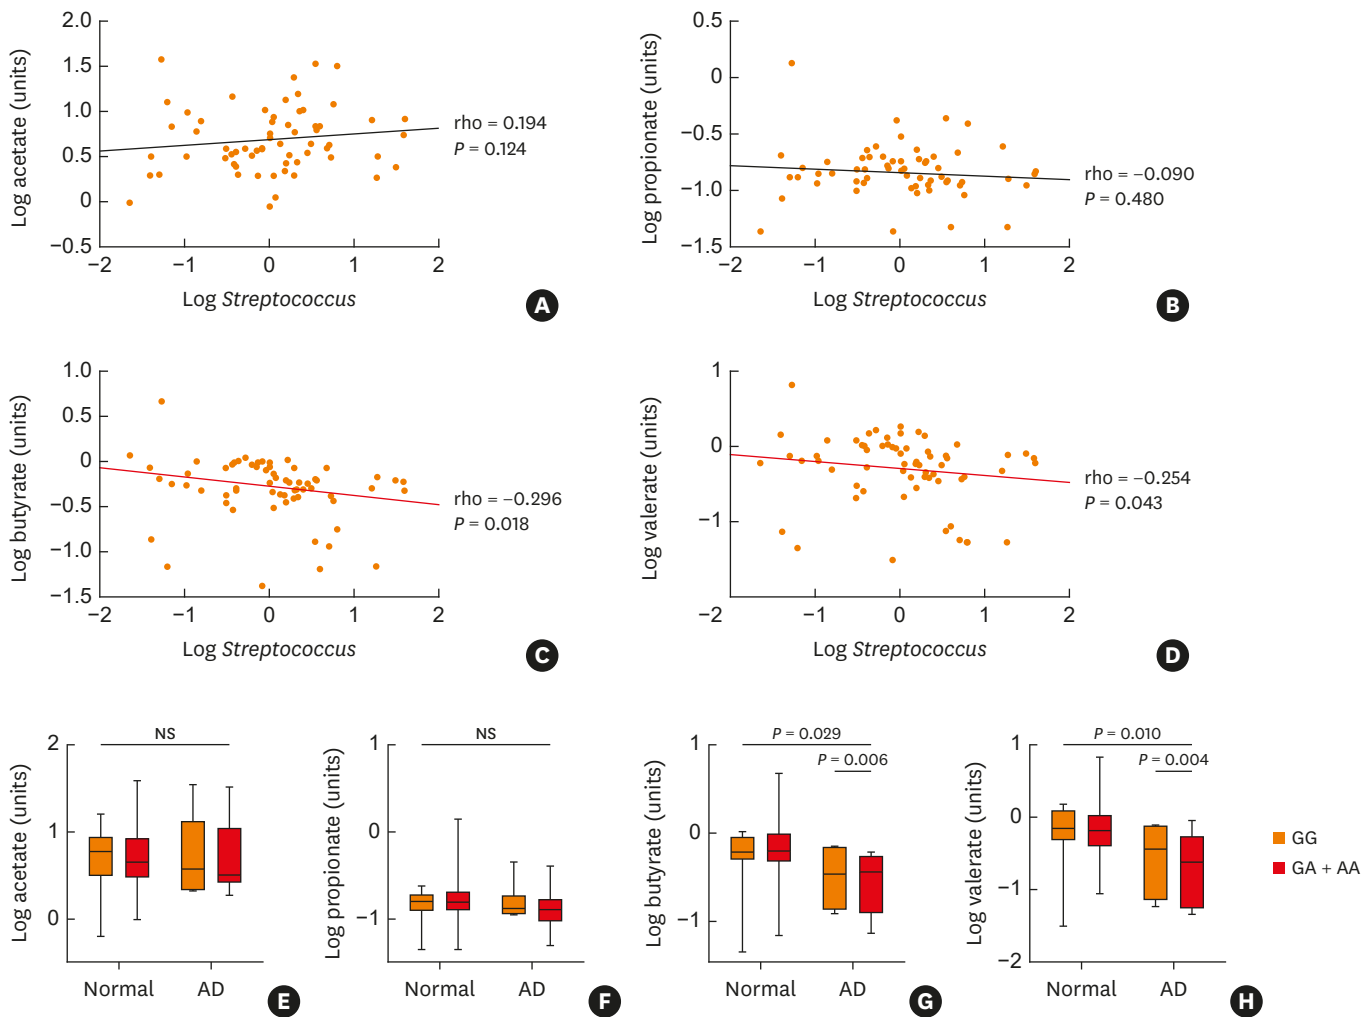 Log acetate (units)
2.0
1.5
1.0
0.5
0
−0.5
−2
−1
0
1
2
Log Streptococcus
rho = 0.194
P = 0.124
A
Log propionate (units)
0.5
0
−0.5
−1.0
−1.5
−2
−1
0
1
2
Log Streptococcus
rho = −0.090
P = 0.480
B
Log butyrate (units)
1.0
0.5
0
−0.5
−1.0
−1.5
−2
−1
0
1
2
Log Streptococcus
rho = −0.296
P = 0.018
C
Log valerate (units)
1
0
−1
−2
−1
0
1
2
Log Streptococcus
rho = −0.254
P = 0.043
D
Log acetate (units)
2
1
0
NS
Normal
AD
E
Log propionate (units)
1
0
−1
NS
Normal
AD
F
Log butyrate (units)
1
0
−1
P = 0.029
P = 0.006
Normal
AD
G
Log valerate (units)
1
0
−1
−2
P = 0.010
P = 0.004
Normal
AD
H
GG
GA + AA